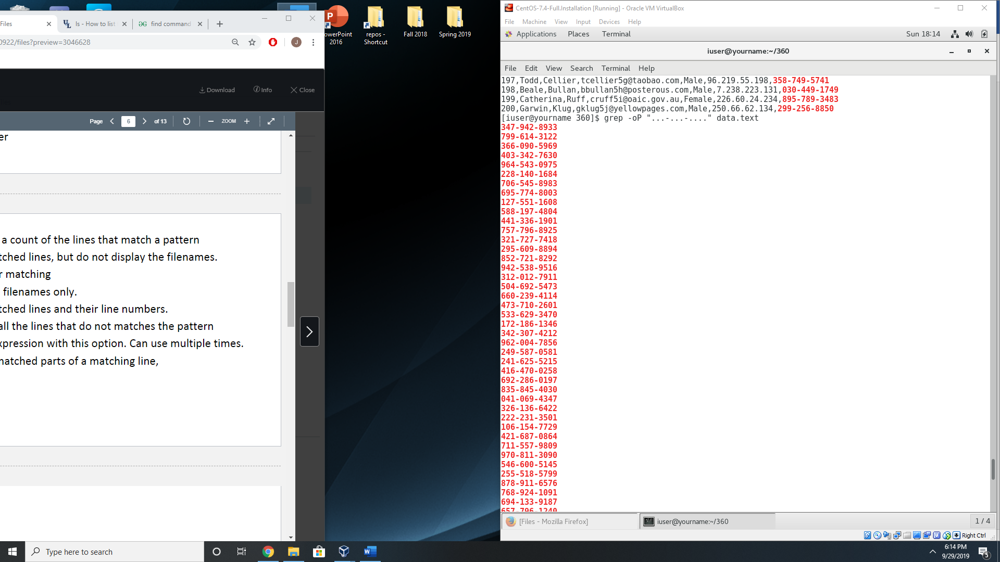 Files
ls - How to list
find command
0922/files?preview=3046628
J
Download
Info
Close
Page
6
of 13
ZOOM
er
a count of the lines that match a pattern
tched lines, but do not display the filenames.
r matching
filenames only.
tched lines and their line numbers.
all the lines that do not matches the pattern
xpression with this option. Can use multiple times.
matched parts of a matching line,
owerPoint
2016
repos -
Shortcut
Fall 2018
Spring 2019
CentOS-7.4-Full.Installation [Running] - Oracle VM VirtualBox
File Machine View Input Devices Help
Applications Places Terminal
Sun 18:14
iuser@yourname:~/360
File Edit View Search Terminal Help
197,Todd,Cellier,tcellier5g@taobao.com,Male,96.219.55.198,358-749-5741
198,Beale,Bullan,bbullan5h@posterous.com,Male,7.238.223.131,030-449-1749
199,Catherina,Ruff,cruff5i@oaic.gov.au,Female,226.60.24.234,895-789-3483
200,Garwin,Klug,gklug5j@yellowpages.com,Male,250.66.62.134,299-256-8850
[iuser@yourname 360]$ grep -oP "...-...-...." data.text
347-942-8933
799-614-3122
366-090-5969
403-342-7630
964-543-0975
228-140-1684
706-545-8983
695-774-8003
127-551-1608
588-197-4804
441-336-1901
757-796-8925
321-727-7418
295-609-8894
852-721-8292
942-538-9516
312-012-7911
504-692-5473
660-239-4114
473-710-2601
533-629-3470
172-186-1346
342-307-4212
962-004-7856
249-587-0581
241-625-5215
416-470-0258
692-286-0197
835-845-4030
041-069-4347
326-136-6422
222-231-3501
106-154-7729
421-687-0864
711-557-9809
970-811-3090
546-600-5145
255-518-5799
878-911-6576
768-924-1091
694-133-9187
657-796-1240
[Files - Mozilla Firefox]
iuser@yourname:~/360
1 / 4
Right Ctrl
Type here to search
6:14 PM
9/29/2019
5